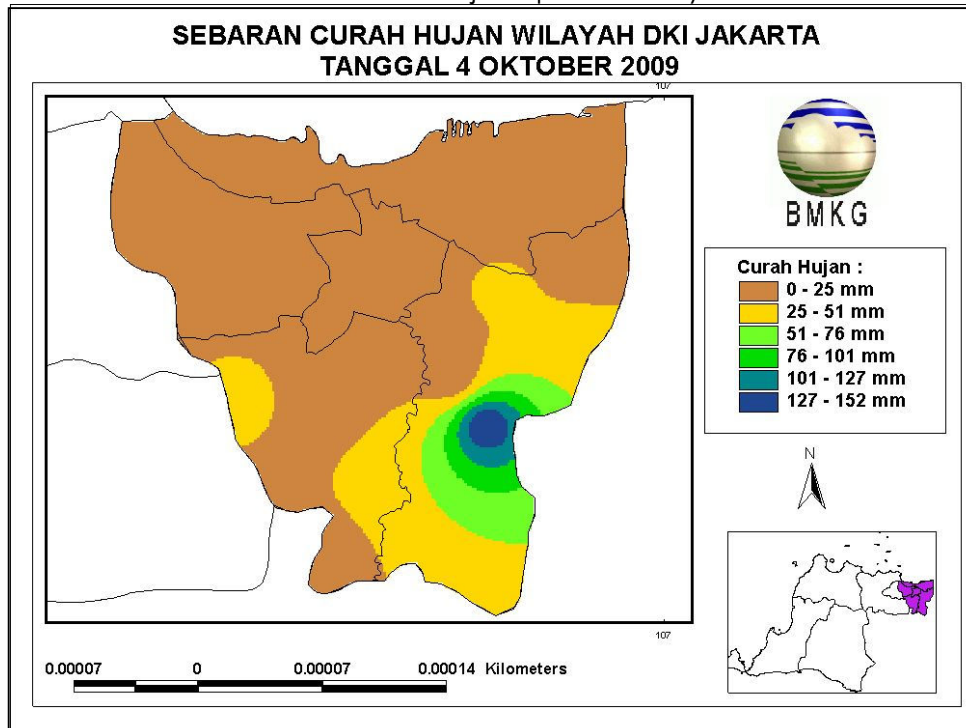 SEBARAN CURAH HUJAN WILAYAH DKI JAKARTA
TANGGAL 4 OKTOBER 2009
107
BMKG
Curah Hujan :
0 - 25 mm
25 - 51 mm
51 - 76 mm
76 - 101 mm
101 - 127 mm
127 - 152 mm
N
107
0.00007 0 0.00007 0.00014 Kilometers